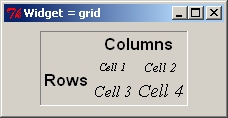 Widget = grid
Columns
Cell 1 Cell 2
Rows
Cell 3 Cell 4